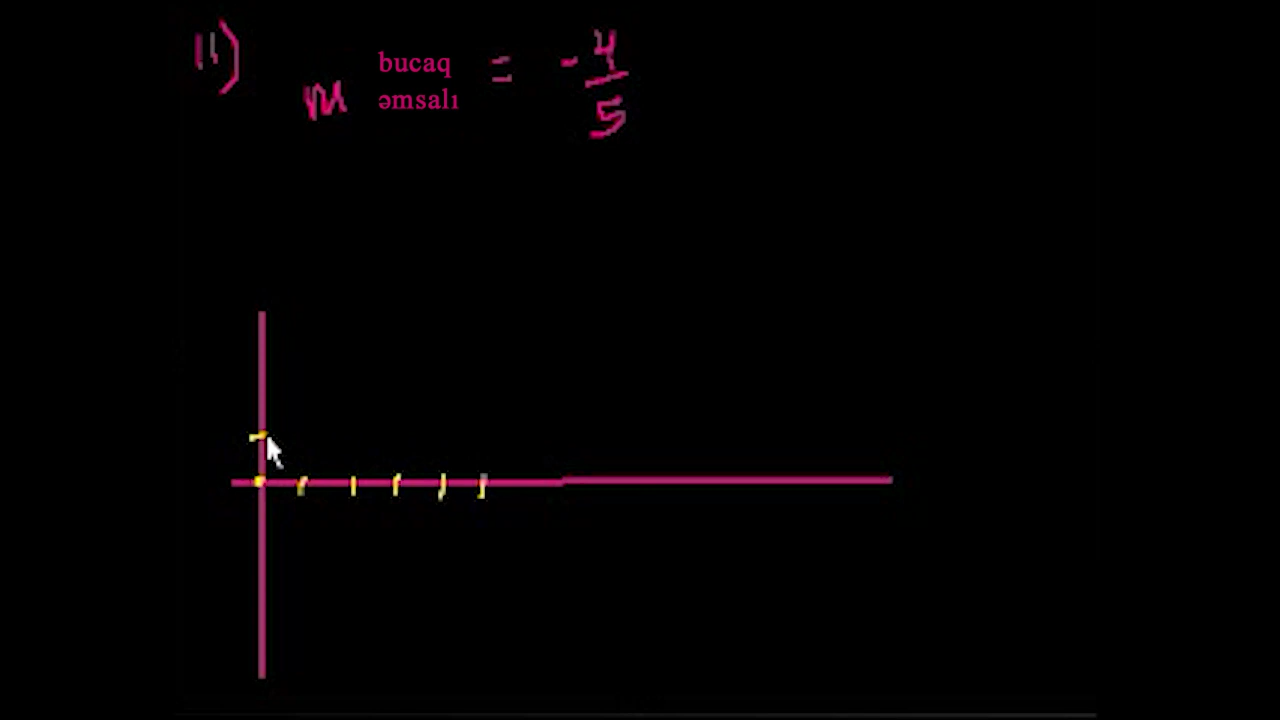 11) m bucaq əmsalı = -4/5